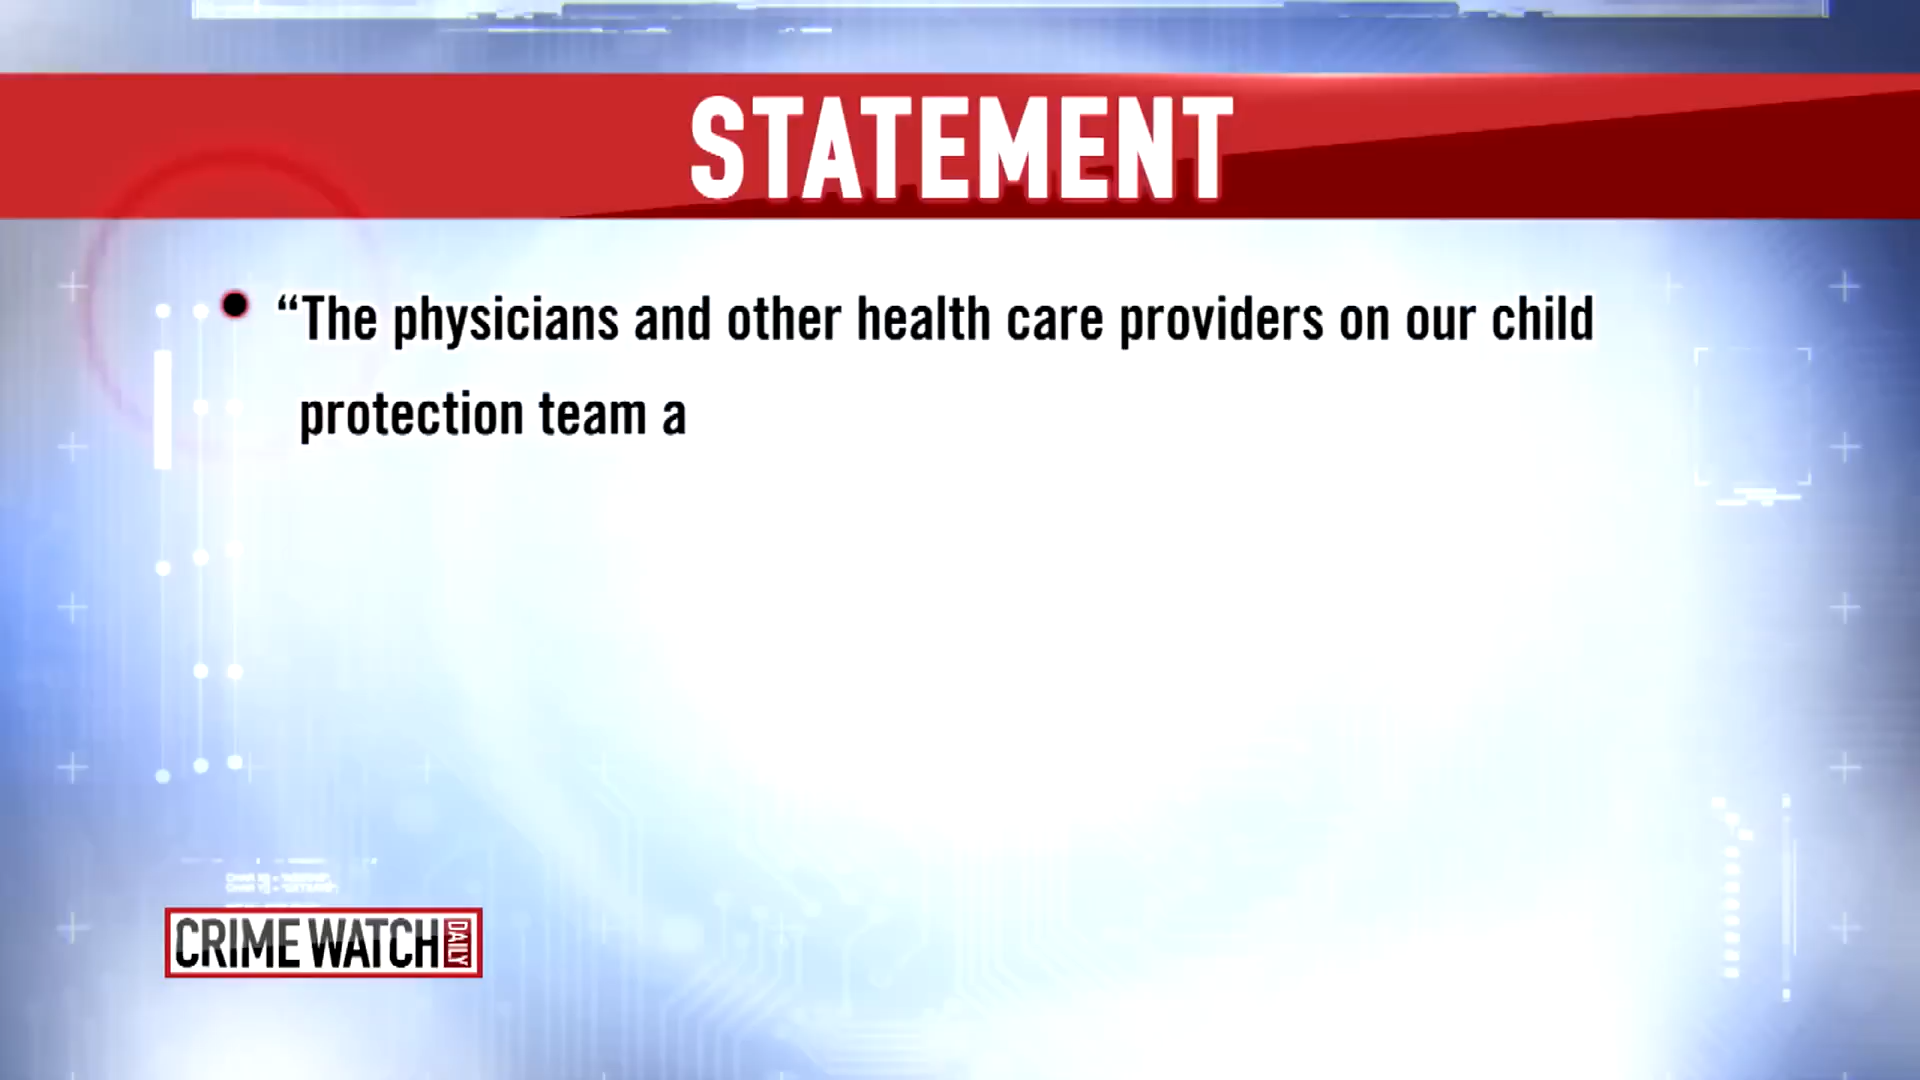 STATEMENT
• “The physicians and other health care providers on our child
protection team a
CRIME WATCH DAILY